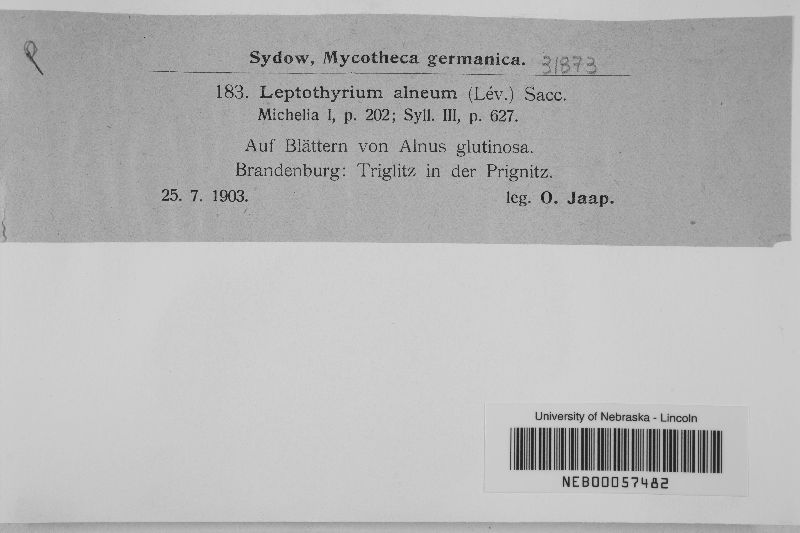 Sydow, Mycotheca germanica. 31873
183. Leptothyrium alneum (Lév.) Sacc.
Michelia I, p. 202; Syll. III, p. 627.
Auf Blättern von Alnus glutinosa.
Brandenburg: Triglitz in der Prignitz.
25. 7. 1903. leg. O. Jaap.
University of Nebraska - Lincoln
NEB00057482